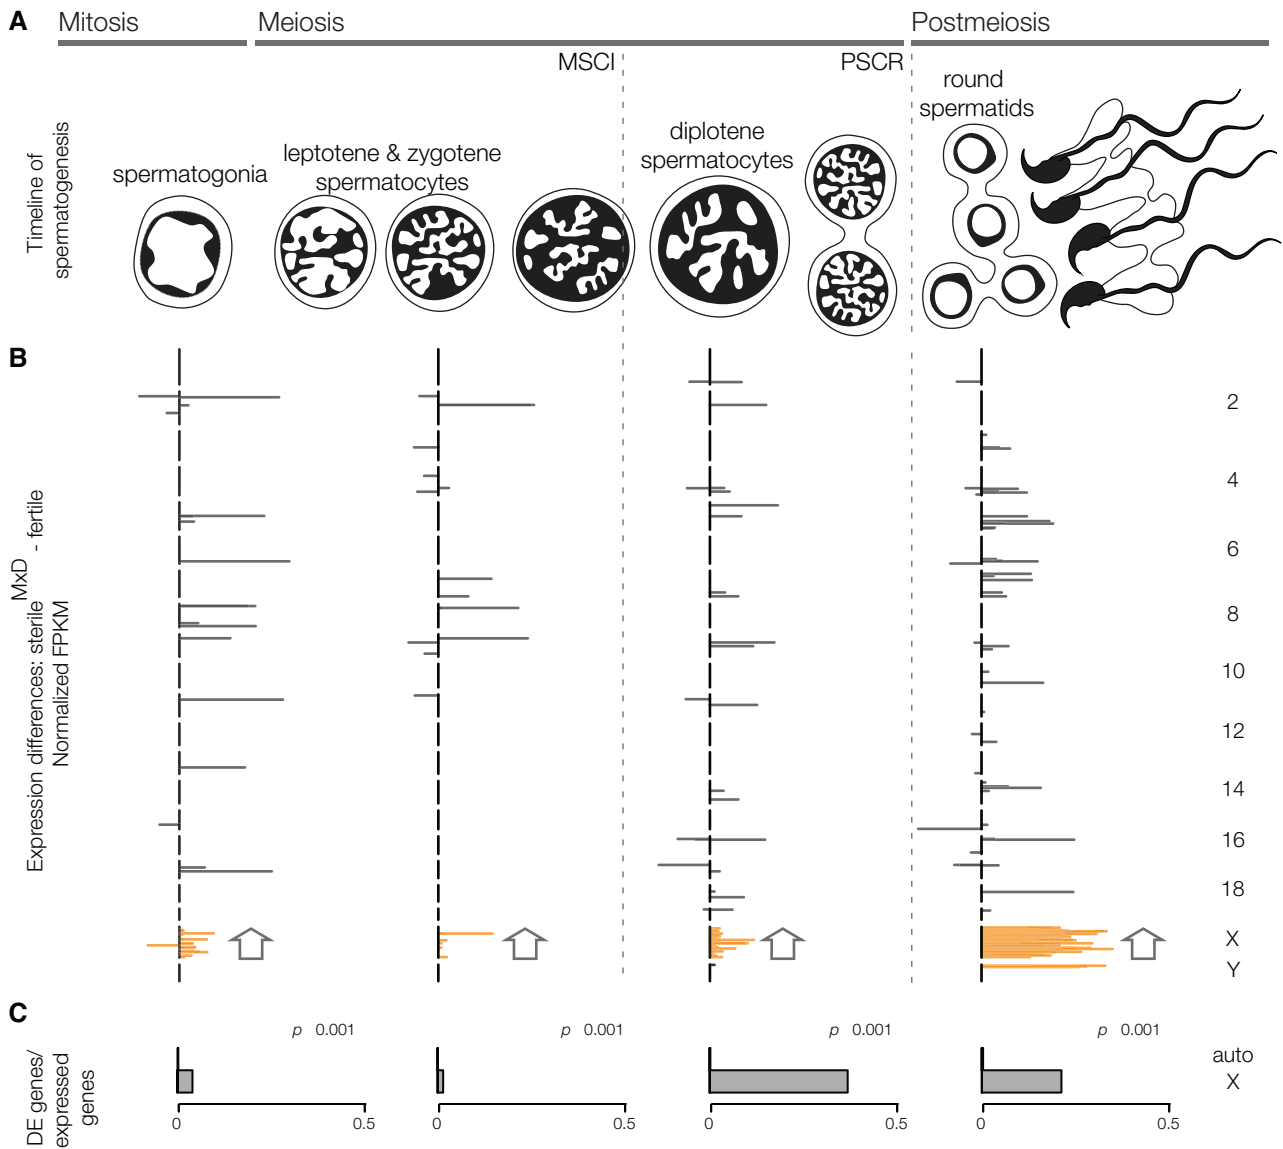 A
Mitosis
Meiosis
Postmeiosis
MSCI
PSCR
Timeline of
spermatogenesis
spermatogonia
leptotene & zygotene
spermatocytes
diplotene
spermatocytes
round
spermatids
B
Expression differences: sterile MxD - fertile
Normalized FPKM
2
4
6
8
10
12
14
16
18
X
Y
C
DE genes/
expressed
genes
p 0.001
p 0.001
p 0.001
p 0.001
auto
X
0 0.5
0 0.5
0 0.5
0 0.5